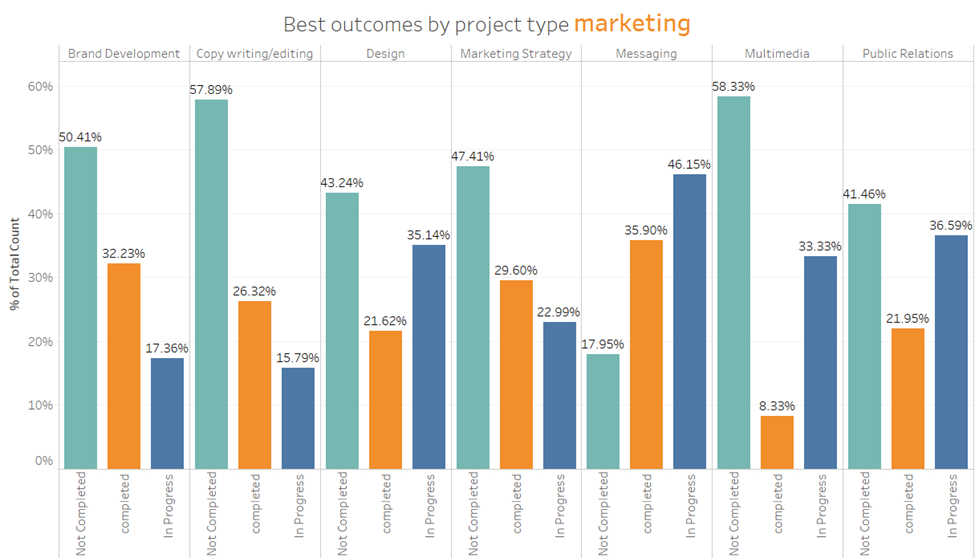 Best outcomes by project type marketing
Brand Development Copy writing/editing Design Marketing Strategy Messaging Multimedia Public Relations
% of Total Count
60%
50%
40%
30%
20%
10%
0%
50.41% 32.23% 17.36%
57.89% 26.32% 15.79%
43.24% 21.62% 35.14%
47.41% 29.60% 22.99%
17.95% 35.90% 46.15%
58.33% 8.33% 33.33%
41.46% 21.95% 36.59%
Not Completed completed In Progress
Not Completed completed In Progress
Not Completed completed In Progress
Not Completed completed In Progress
Not Completed completed In Progress
Not Completed completed In Progress
Not Completed completed In Progress